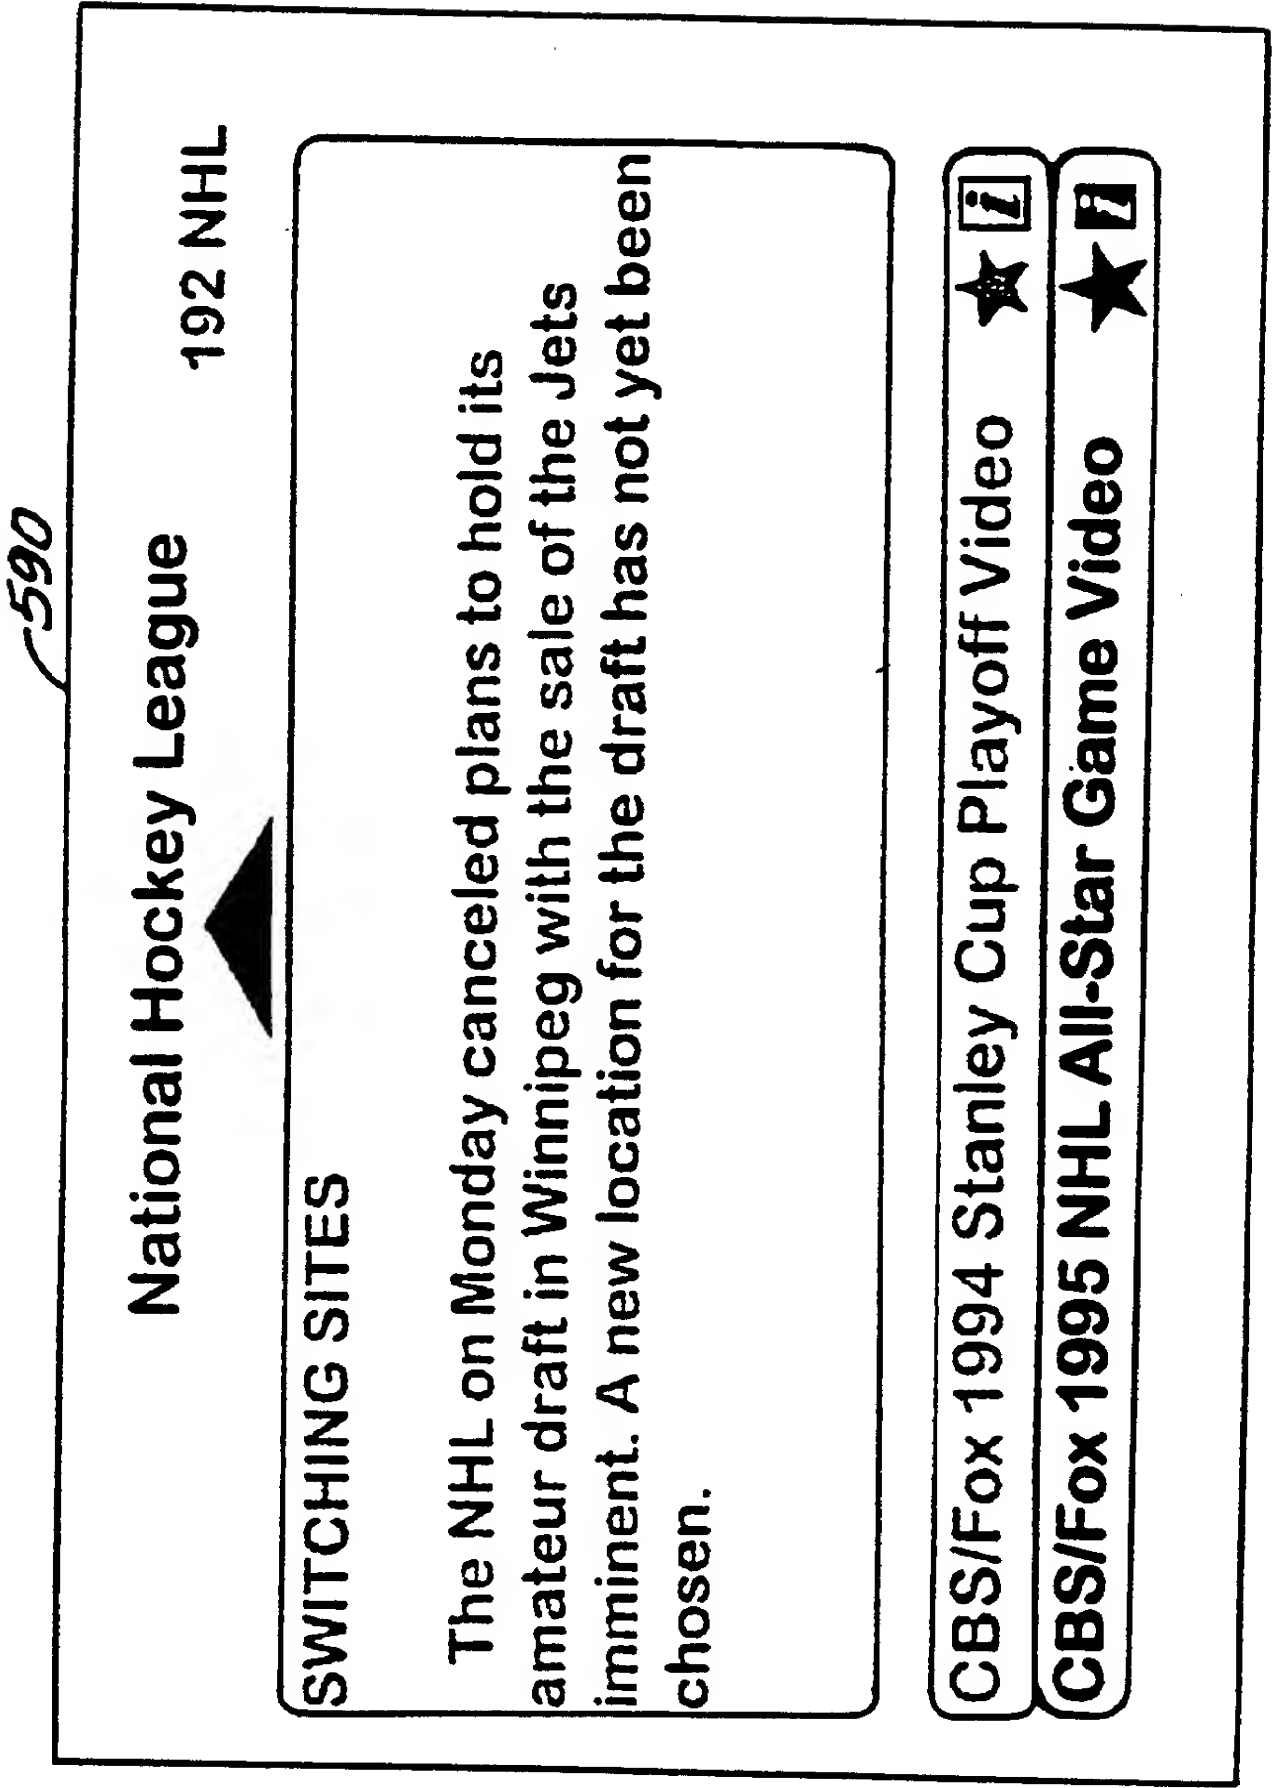 590
National Hockey League
192 NHL
SWITCHING SITES
The NHL on Monday canceled plans to hold its
amateur draft in Winnipeg with the sale of the Jets
imminent. A new location for the draft has not yet been
chosen.
CBS/Fox 1994 Stanley Cup Playoff Video i
CBS/Fox 1995 NHL All-Star Game Video i